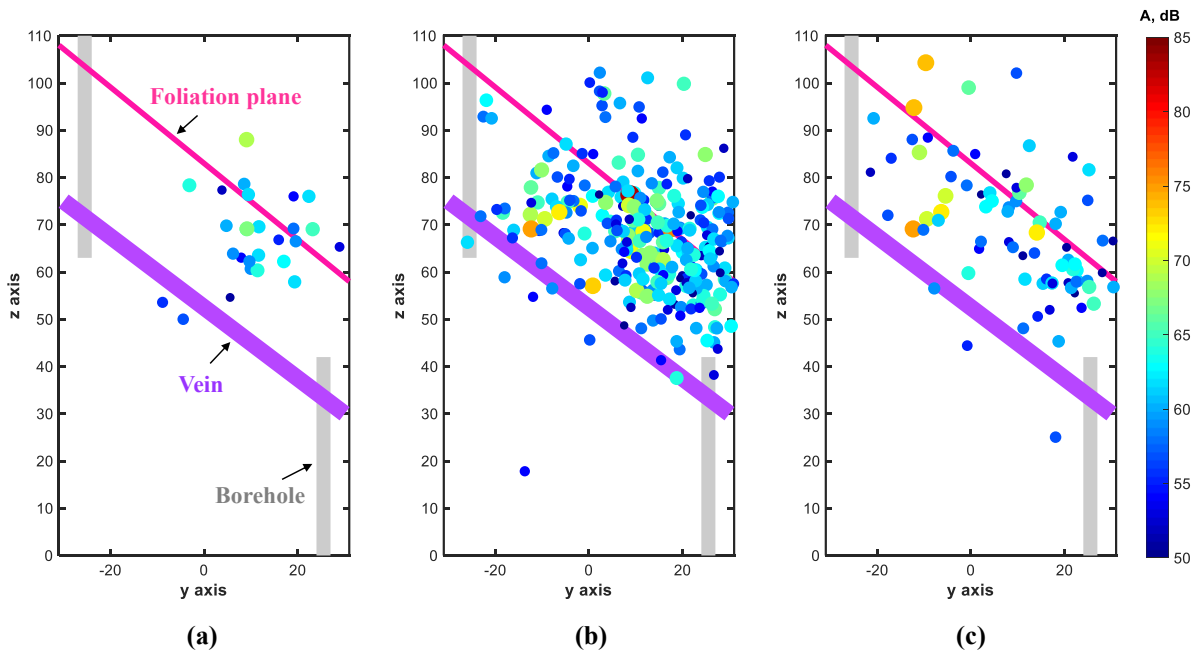 A, dB
110 110 110 85
100 100 100
Foliation plane
80
90 90 90
80 80 80 75
70 70 70
70
z axis z axis z axis
60 60 60
65
50 50 50
40 40 40
Vein
60
30 30 30
20 20 20
Borehole
55
10 10 10
0 0 0 50
-20 0 20 -20 0 20 -20 0 20
y axis y axis y axis
(a) (b) (c)